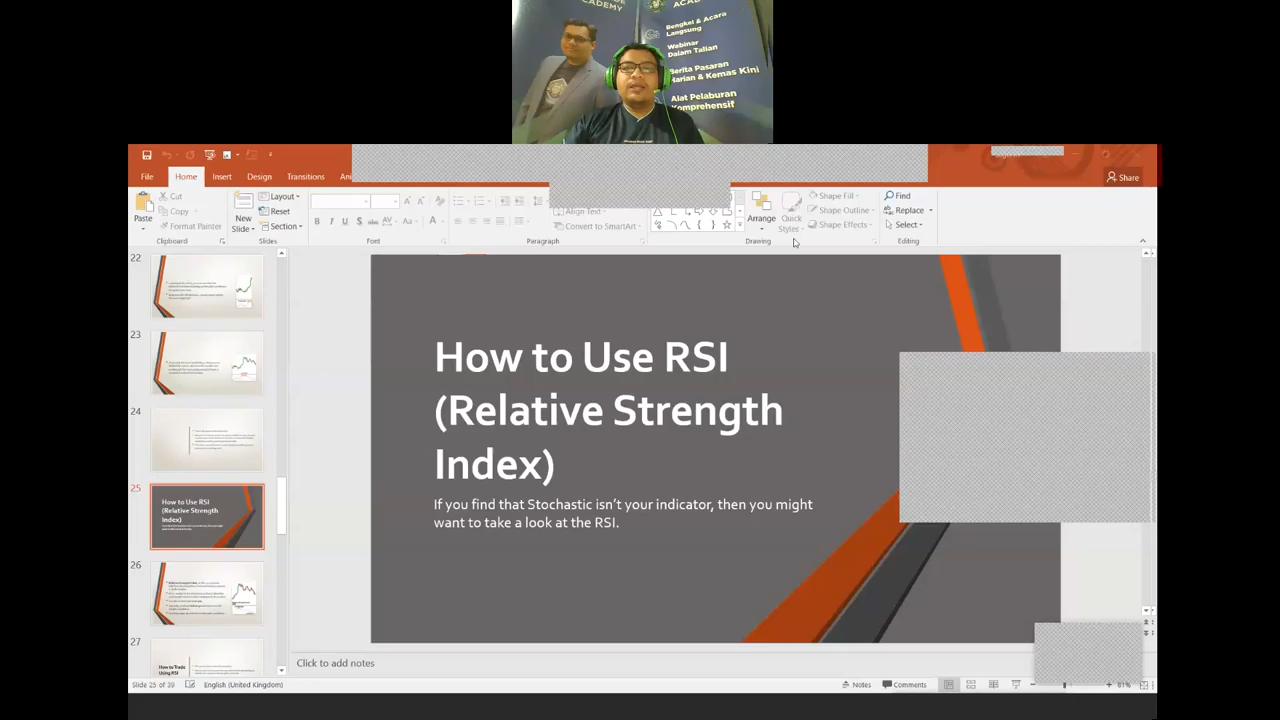 ACADEMY
Bengkel & Acara
Langsung
Webinar
Dalam Talian
Berita Pasaran
Harian & Kemas Kini
Alat Pelaburan
Komprehensif
File
Home
Insert
Design
Transitions
Share
Paste
Cut
Copy
Format Painter
Clipboard
New
Slide
Layout
Reset
Section
Slides
B I U S abc AV Aa A
Font
Align Text
Convert to SmartArt
Paragraph
Arrange
Quick
Styles
Shape Fill
Shape Outline
Shape Effects
Drawing
Find
Replace
Select
Editing
22
23
24
25
How to Use RSI
(Relative Strength
Index)
26
27
How to Trade
Using RSI
How to Use RSI
(Relative Strength
Index)
If you find that Stochastic isn’t your indicator, then you might
want to take a look at the RSI.
Click to add notes
Slide 25 of 39
English (United Kingdom)
Notes
Comments
81%